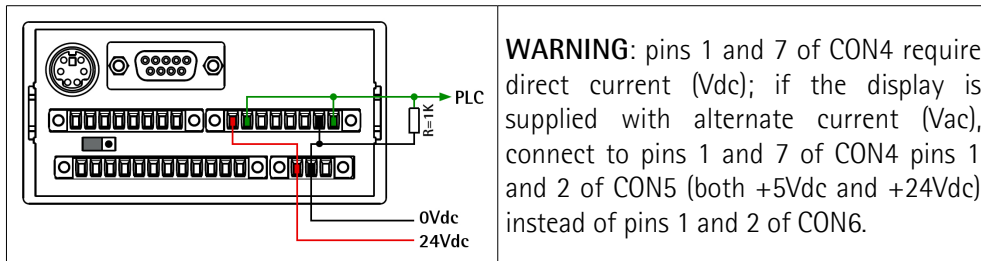 PLC
R=1K
0Vdc
24Vdc
WARNING: pins 1 and 7 of CON4 require
direct current (Vdc); if the display is
supplied with alternate current (Vac),
connect to pins 1 and 7 of CON4 pins 1
and 2 of CON5 (both +5Vdc and +24Vdc)
instead of pins 1 and 2 of CON6.